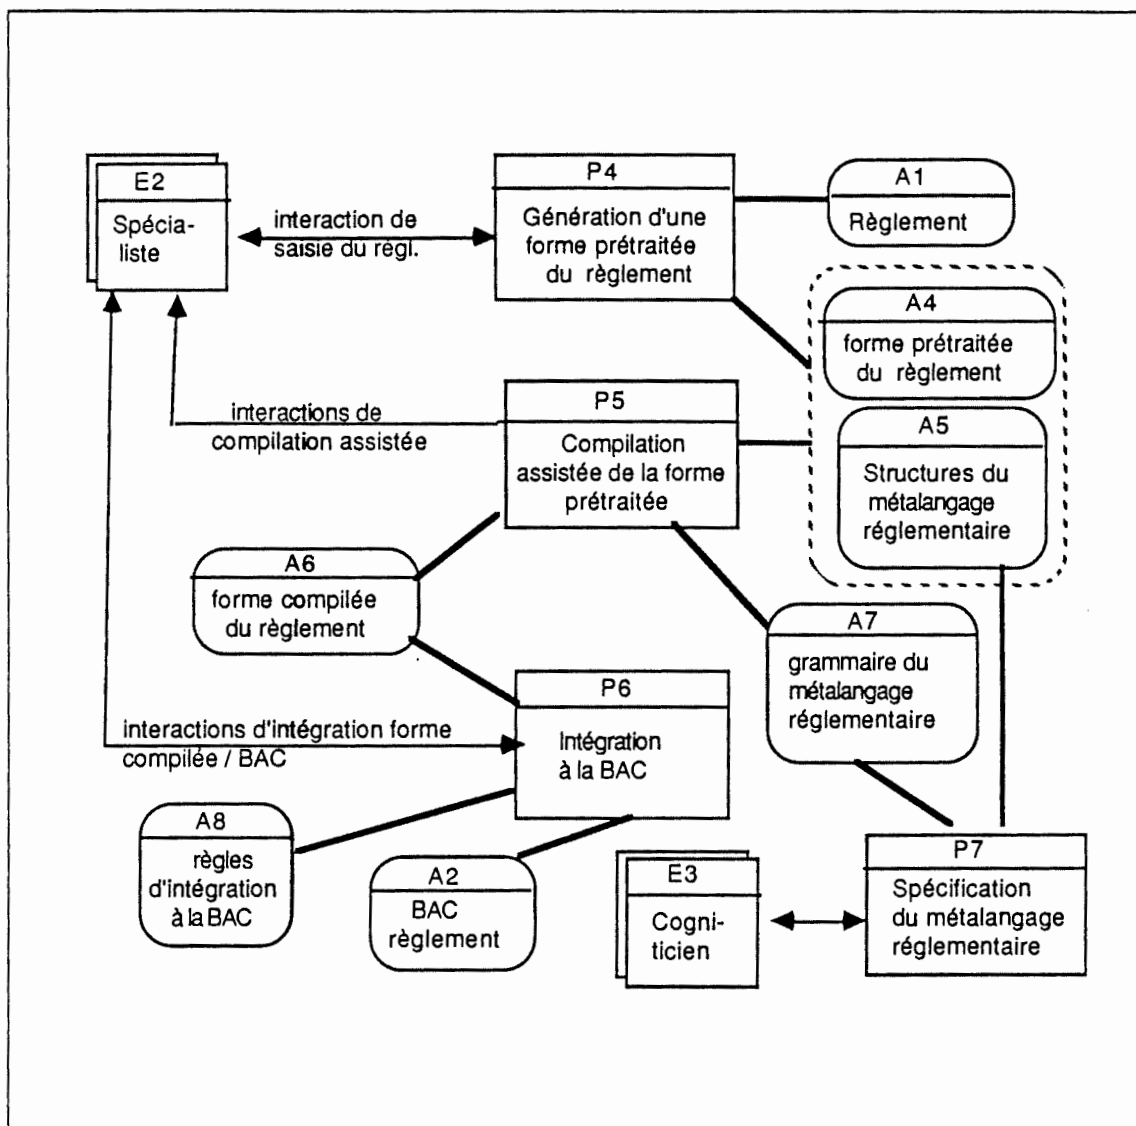 E2
Spécia-
liste
interaction de
saisie du régl.
P4
Génération d'une
forme prétraitée
du règlement
A1
Règlement
A4
forme prétraitée
du règlement
interactions de
compilation assistée
P5
Compilation
assistée de la forme
prétraitée
A5
Structures du
métalangage
réglementaire
A6
forme compilée
du règlement
A7
grammaire du
métalangage
réglementaire
interactions d'intégration forme
compilée / BAC
P6
Intégration
à la BAC
A8
règles
d'intégration
à la BAC
A2
BAC
règlement
E3
Cogni-
ticien
P7
Spécification
du métalangage
réglementaire